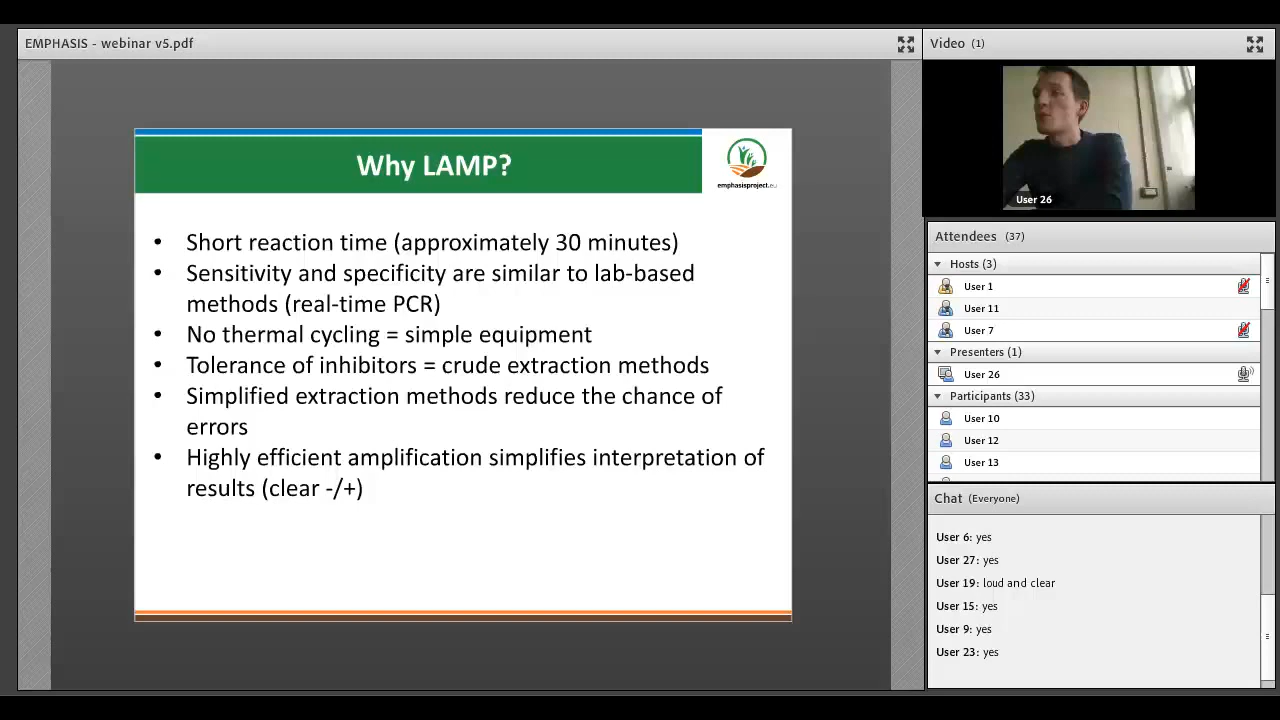 EMPHASIS - webinar v5.pdf
Why LAMP?
emphasisproject.eu
• Short reaction time (approximately 30 minutes)
• Sensitivity and specificity are similar to lab-based
methods (real-time PCR)
• No thermal cycling = simple equipment
• Tolerance of inhibitors = crude extraction methods
• Simplified extraction methods reduce the chance of
errors
• Highly efficient amplification simplifies interpretation of
results (clear -/+)
Video (1)
User 26
Attendees (37)
Hosts (3)
User 1
User 11
User 7
Presenters (1)
User 26
Participants (33)
User 10
User 12
User 13
Chat (Everyone)
User 6: yes
User 27: yes
User 19: loud and clear
User 15: yes
User 9: yes
User 23: yes